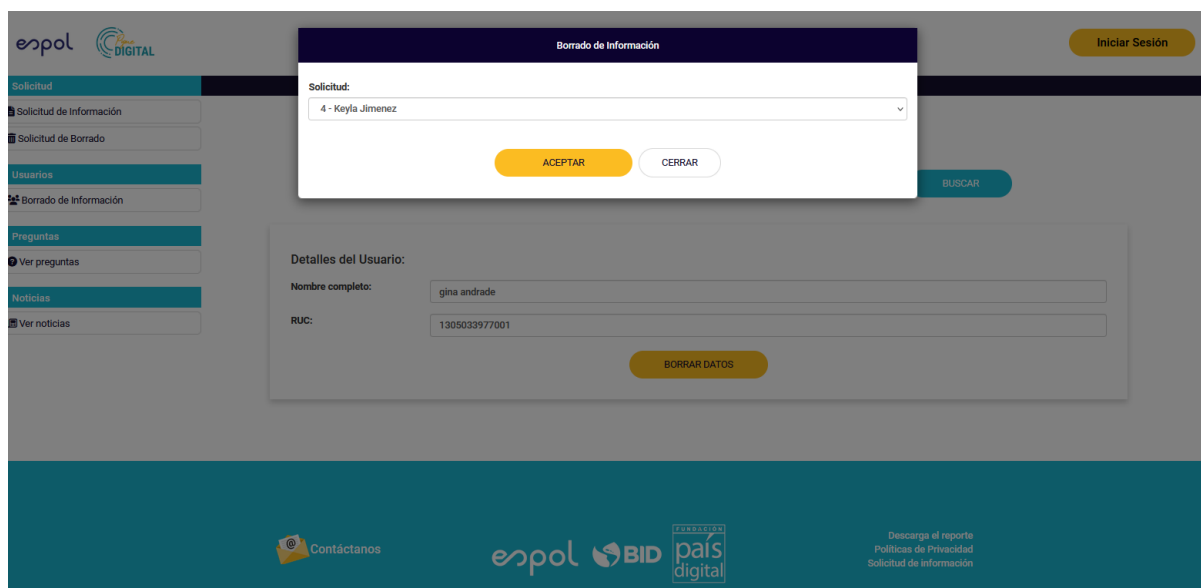 espol
Pyme
DIGITAL
Iniciar Sesión
Borrado de Información
Solicitud:
4 - Keyla Jimenez
ACEPTAR
CERRAR
Solicitud
Solicitud de Información
Solicitud de Borrado
Usuarios
Borrado de Información
Preguntas
Ver preguntas
Noticias
Ver noticias
BUSCAR
Detalles del Usuario:
Nombre completo:
gina andrade
RUC:
1305033977001
BORRAR DATOS
@
Contáctanos
espol
BID
FUNDACIÓN
país
digital
Descarga el reporte
Políticas de Privacidad
Solicitud de información